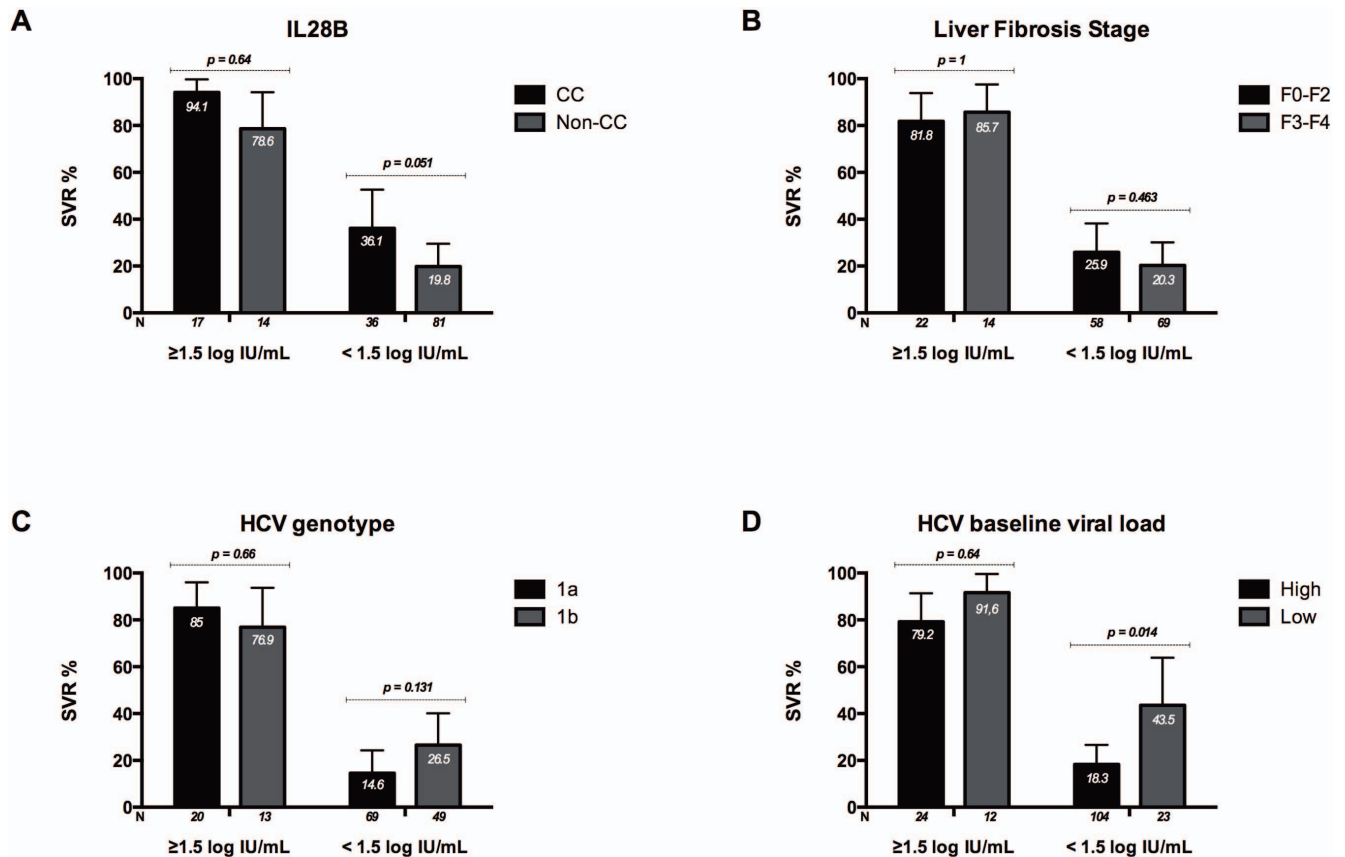 A
IL28B
p = 0.64
100
80
60
40
20
0
SVR %
94.1
78.6
p = 0.051
36.1
19.8
CC
Non-CC
N 17 14 36 81
≥1.5 log IU/mL < 1.5 log IU/mL
B
Liver Fibrosis Stage
p = 1
100
80
60
40
20
0
SVR %
81.8
85.7
p = 0.463
25.9
20.3
F0-F2
F3-F4
N 22 14 58 69
≥1.5 log IU/mL < 1.5 log IU/mL
C
HCV genotype
p = 0.66
100
80
60
40
20
0
SVR %
85
76.9
p = 0.131
14.6
26.5
1a
1b
N 20 13 69 49
≥1.5 log IU/mL < 1.5 log IU/mL
D
HCV baseline viral load
p = 0.64
100
80
60
40
20
0
SVR %
79.2
91,6
p = 0.014
18.3
43.5
High
Low
N 24 12 104 23
≥1.5 log IU/mL < 1.5 log IU/mL